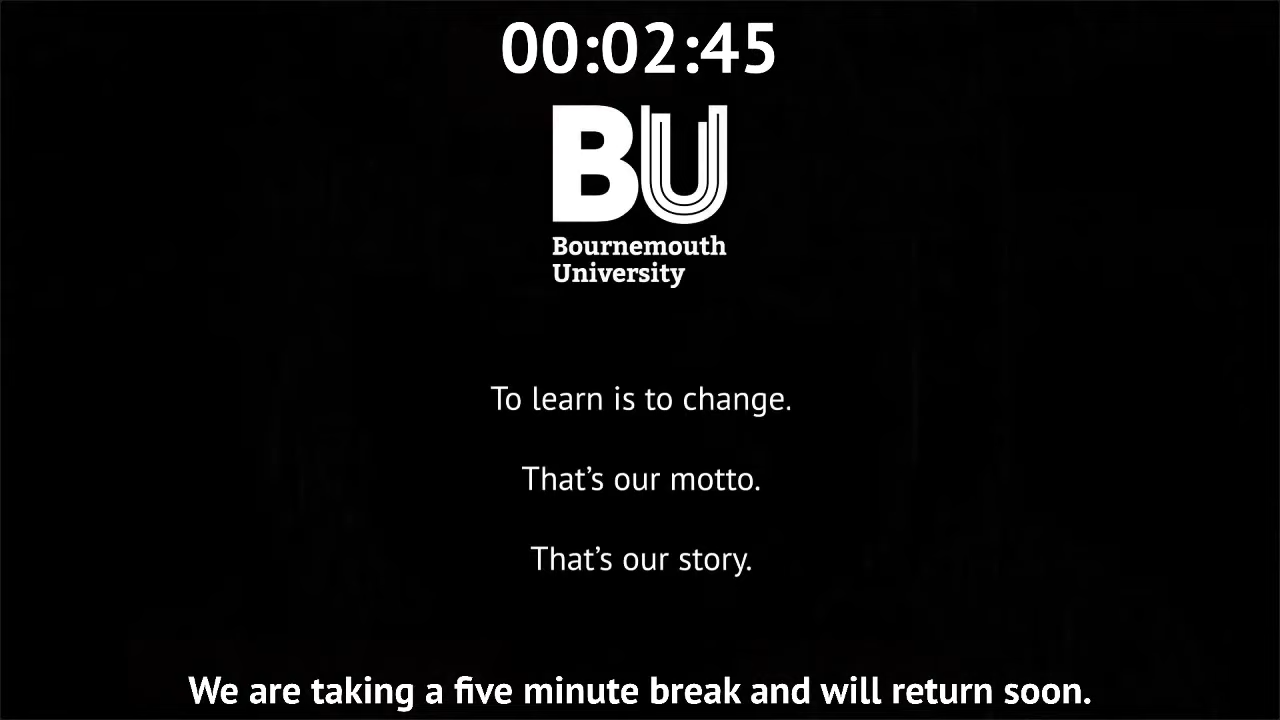 00:02:45
BU
Bournemouth
University
To learn is to change.
That’s our motto.
That’s our story.
We are taking a five minute break and will return soon.